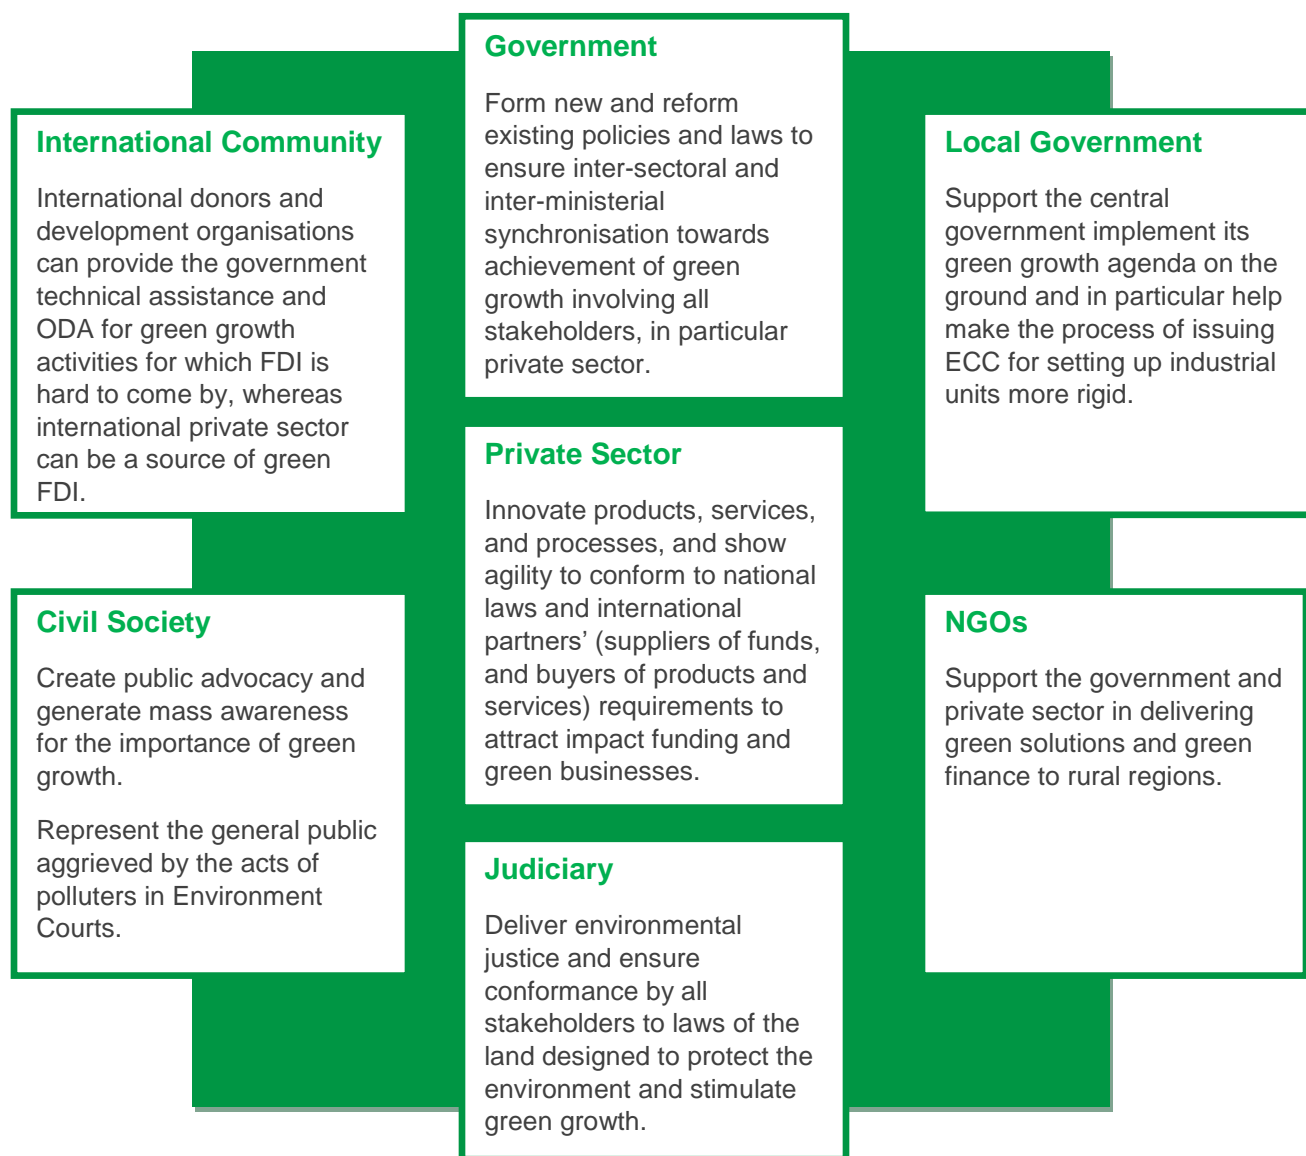 Government
Form new and reform
existing policies and laws to
ensure inter-sectoral and
inter-ministerial
synchronisation towards
achievement of green
growth involving all
stakeholders, in particular
private sector.
International Community
International donors and
development organisations
can provide the government
technical assistance and
ODA for green growth
activities for which FDI is
hard to come by, whereas
international private sector
can be a source of green
FDI.
Local Government
Support the central
government implement its
green growth agenda on the
ground and in particular help
make the process of issuing
ECC for setting up industrial
units more rigid.
Private Sector
Innovate products, services,
and processes, and show
agility to conform to national
laws and international
partners’ (suppliers of funds,
and buyers of products and
services) requirements to
attract impact funding and
green businesses.
Civil Society
Create public advocacy and
generate mass awareness
for the importance of green
growth.
Represent the general public
aggrieved by the acts of
polluters in Environment
Courts.
NGOs
Support the government and
private sector in delivering
green solutions and green
finance to rural regions.
Judiciary
Deliver environmental
justice and ensure
conformance by all
stakeholders to laws of the
land designed to protect the
environment and stimulate
green growth.